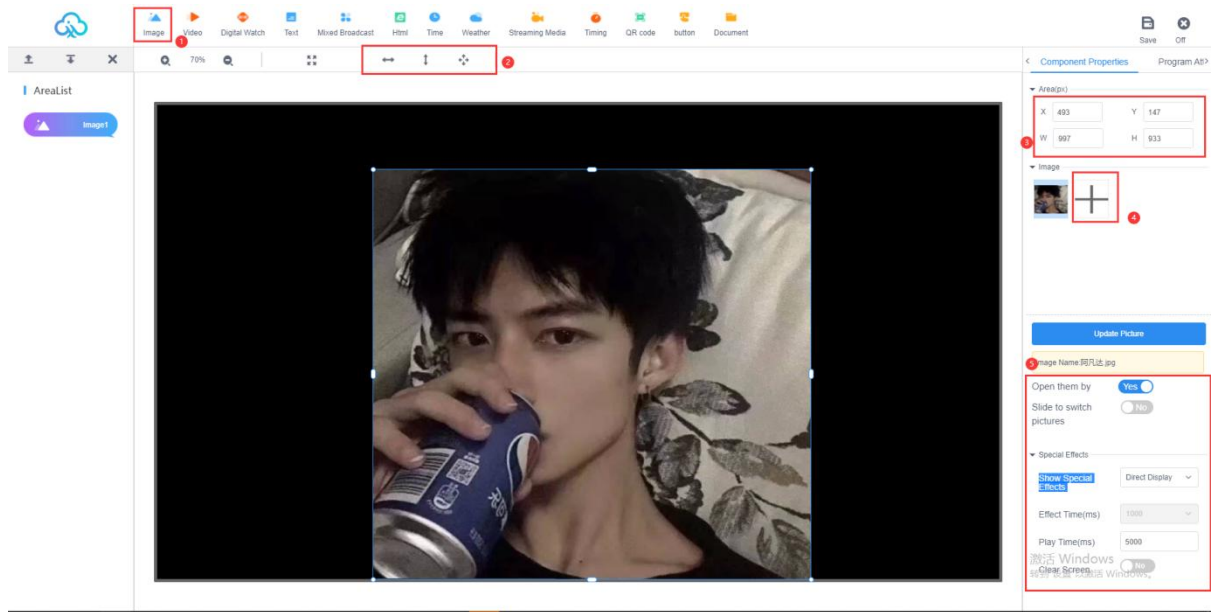 Image Video Digital Watch Text Mixed Broadcast Html Time Weather Streaming Media Timing QR code button Document
Save Off
1
70%
2
Component Properties Program Att
AreaList
Image1
Area(px)
X 493 Y 147
W 997 H 933
3
Image
4
Update Picture
5
mage Name:阿凡达.jpg
Open them by Yes
Slide to switch No
pictures
Special Effects
Show Special Direct Display
Effects
Effect Time(ms) 1000
Play Time(ms) 5000
激活 Windows
Clear Screen No